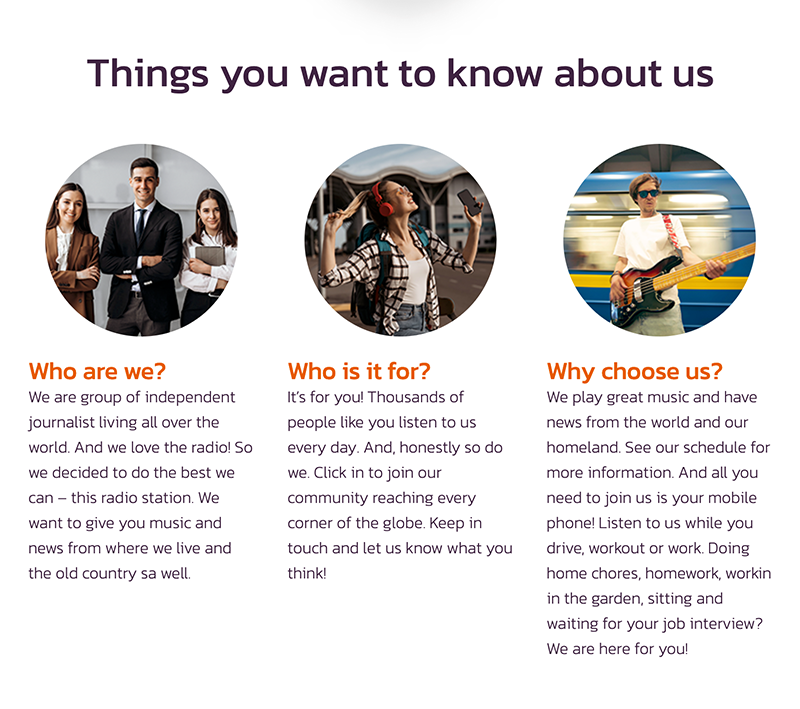 Things you want to know about us
Who are we?
We are group of independent
journalist living all over the
world. And we love the radio! So
we decided to do the best we
can – this radio station. We
want to give you music and
news from where we live and
the old country sa well.
Who is it for?
It's for you! Thousands of
people like you listen to us
every day. And, honestly so do
we. Click in to join our
community reaching every
corner of the globe. Keep in
touch and let us know what you
think!
Why choose us?
We play great music and have
news from the world and our
homeland. See our schedule for
more information. And all you
need to join us is your mobile
phone! Listen to us while you
drive, workout or work. Doing
home chores, homework, workin
in the garden, sitting and
waiting for your job interview?
We are here for you!